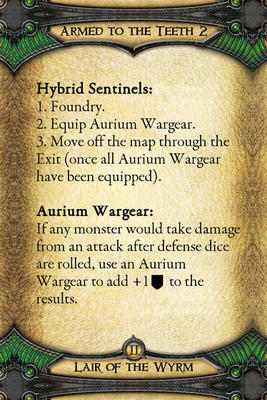 Armed to the Teeth 2
Hybrid Sentinels:
1. Foundry.
2. Equip Aurium Wargear.
3. Move off the map through the
Exit (once all Aurium Wargear
have been equipped).
Aurium Wargear:
If any monster would take damage
from an attack after defense dice
are rolled, use an Aurium
Wargear to add +1 to the
results.
II
Lair of the Wyrm